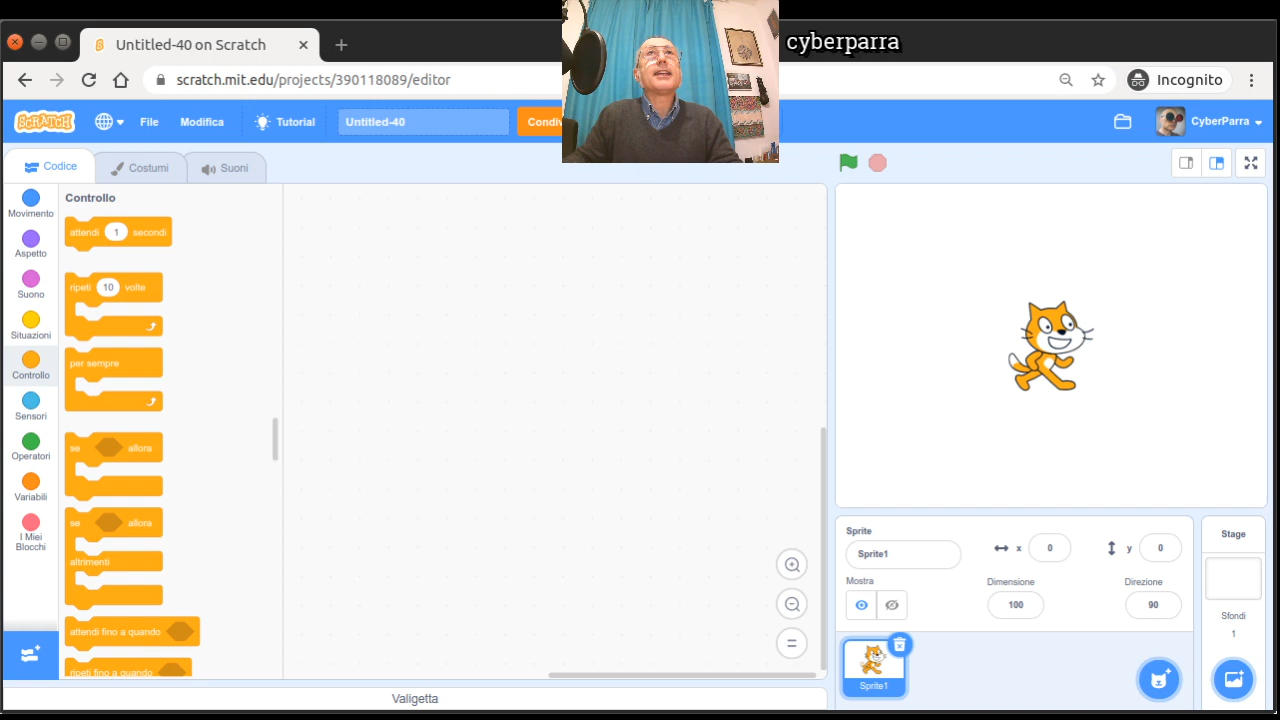 cyberparra
Untitled-40 on Scratch
scratch.mit.edu/projects/390118089/editor
Incognito
SCRATCH
File
Modifica
Tutorial
Untitled-40
Condiv
CyberParra
Codice
Costumi
Suoni
Movimento
Aspetto
Suono
Situazioni
Controllo
Sensori
Operatori
Variabili
I Miei
Blocchi
Controllo
attendi 1 secondi
ripeti 10 volte
per sempre
se allora
se allora
altrimenti
attendi fino a quando
ripeti fino a quando
Valigetta
Sprite
Sprite1
x 0
y 0
Mostra
Dimensione
Direzione
100
90
Sprite1
Stage
Sfondi
1